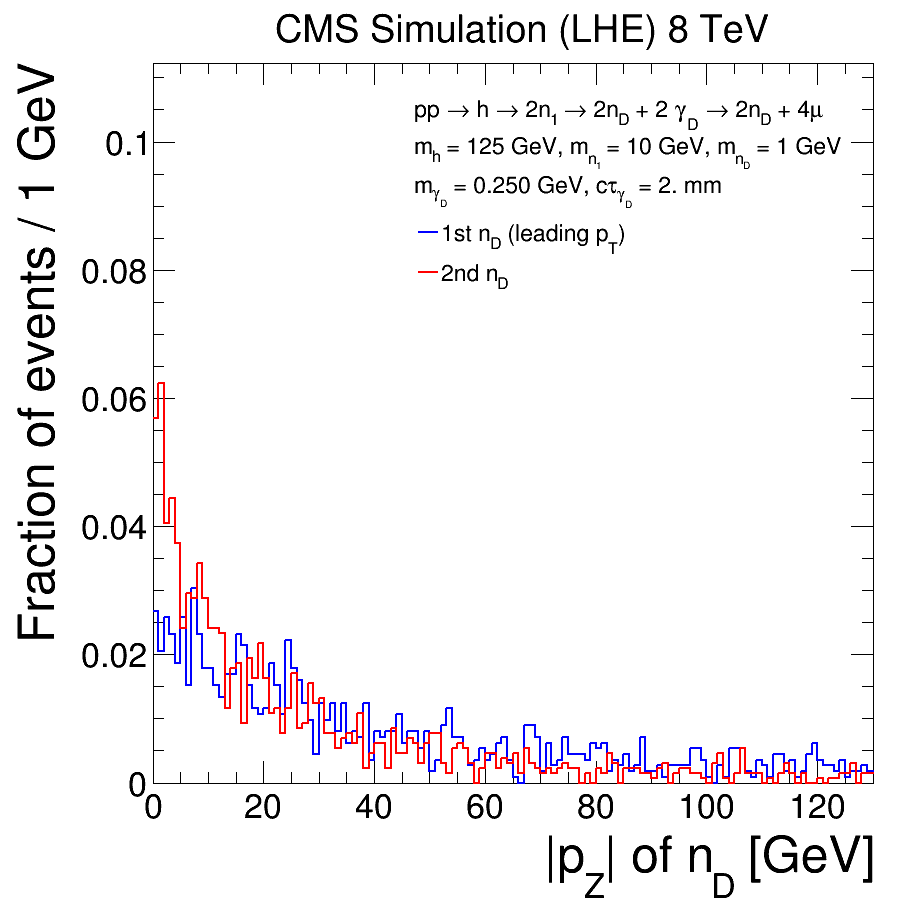 CMS Simulation (LHE) 8 TeV
Fraction of events / 1 GeV
pp → h → 2n1 → 2nD + 2 γD → 2nD + 4μ
mh = 125 GeV, mn1 = 10 GeV, mnD = 1 GeV
mγD = 0.250 GeV, cτγD = 2. mm
1st nD (leading pT)
2nd nD
0.1
0.08
0.06
0.04
0.02
0
0 20 40 60 80 100 120
|pZ| of nD [GeV]